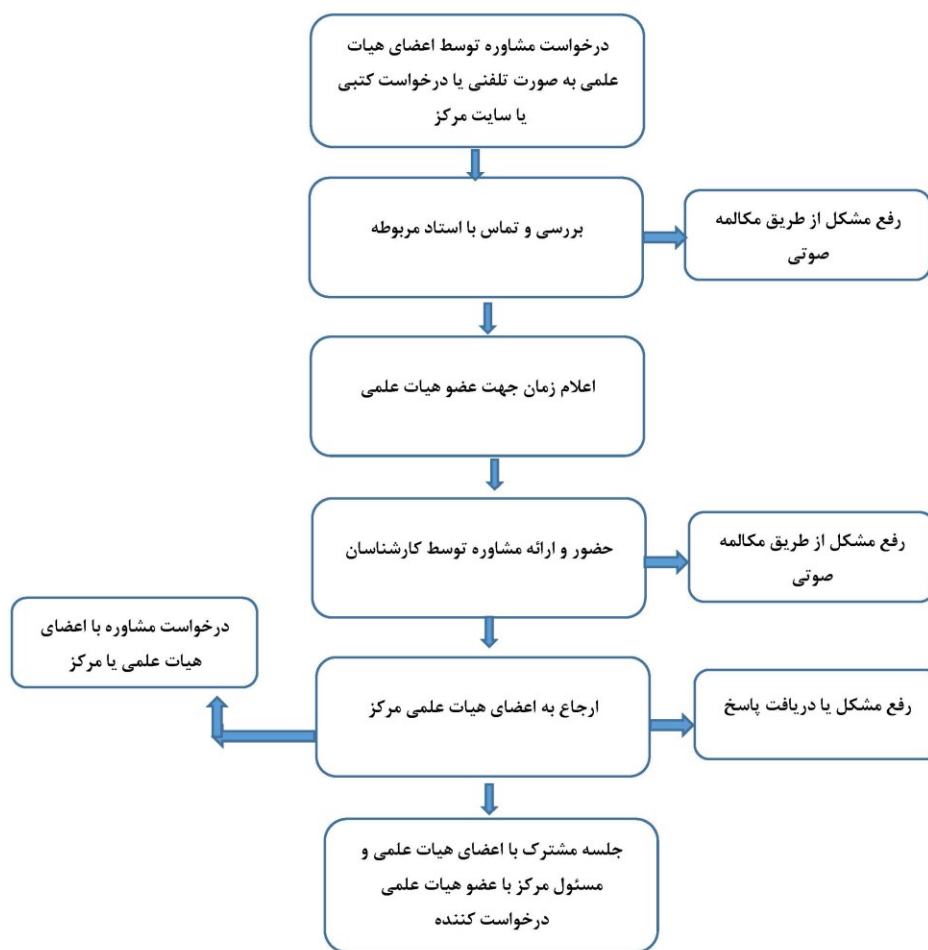 درخواست مشاوره توسط اعضای هیات
علمی به صورت تلفنی یا درخواست کتبی
یا سایت مرکز
بررسی و تماس با استاد مربوطه
رفع مشکل از طریق مکالمه
صوتی
اعلام زمان جهت عضو هیات علمی
حضور و ارائه مشاوره توسط کارشناسان
رفع مشکل از طریق مکالمه
صوتی
درخواست مشاوره با اعضای
هیات علمی یا مرکز
ارجاع به اعضای هیات علمی مرکز
رفع مشکل یا دریافت پاسخ
جلسه مشترک با اعضای هیات علمی و
مسئول مرکز با عضو هیات علمی
درخواست کننده